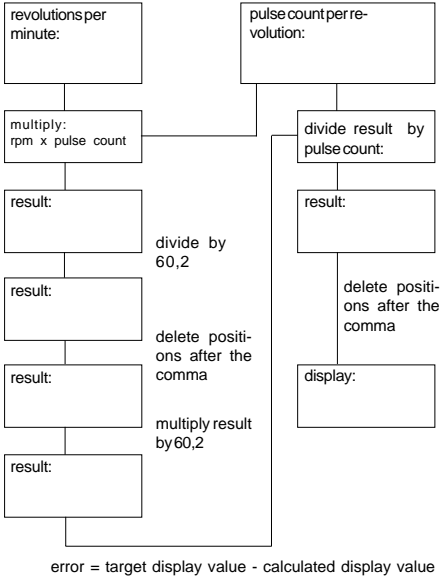 revolutions per
minute:
pulse count per re-
volution:
multiply:
rpm x pulse count
divide result by
pulse count:
result:
result:
divide by
60,2
result:
delete positi-
ons after the
comma
delete positi-
ons after the
comma
result:
display:
multiply result
by 60,2
result:
error = target display value - calculated display value